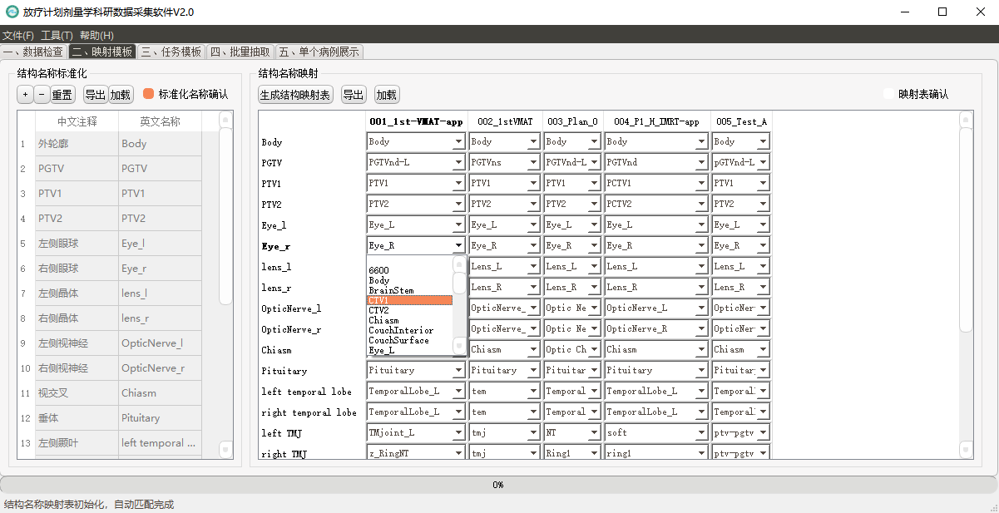 放疗计划剂量学科研数据采集软件V2.0
文件(F) 工具(T) 帮助(H)
一、数据检查 二、映射模板 三、任务模板 四、批量抽取 五、单个病例展示
结构名称标准化
+ - 重置 导出 加载 标准化名称确认
中文注释 英文名称
1 外轮廓 Body
2 PGTV PGTV
3 PTV1 PTV1
4 PTV2 PTV2
5 左侧眼球 Eye_l
6 右侧眼球 Eye_r
7 左侧晶体 lens_l
8 右侧晶体 lens_r
9 左侧视神经 OpticNerve_l
10 右侧视神经 OpticNerve_r
11 视交叉 Chiasm
12 垂体 Pituitary
13 左侧颞叶 left temporal ...
结构名称映射
生成结构映射表 导出 加载 映射表确认
001_1st-VMAT-app 002_1stVMAT 003_Plan_0 004_P1_H_IMRT-app 005_Test_A
Body Body Body Body Body Body
PGTV PGTVnd-L PGTVns PGTVnd-L PGTVnd pGTVnd-L
PTV1 PTV1 PTV1 PTV1 PCTV1 PTV1
PTV2 PTV2 PTV2 PTV2 PCTV2 PTV2
Eye_l Eye_L Eye_L Eye_L Eye_L Eye_L
Eye_r Eye_R Eye_R Eye_R Eye_R Eye_R
lens_l Lens_L Lens_L Lens_L Lens_L
lens_r Lens_R Lens_R Lens_R Lens_R
OpticNerve_l OpticNerve_ Optic Ne OpticNerve_L OpticNer
OpticNerve_r OpticNerve_ Optic Ne OpticNerve_R OpticNer
Chiasm Chiasm Optic Ch Chiasm Chiasm
6600
Body
BrainStem
CTV1
CTV2
Chiasm
CouchInterior
CouchSurface
Eye_L
Pituitary Pituitary Pituitary Pituitar Pituitary Pituitary
left temporal lobe TemporalLobe_L tem Temporal TemporalLobe_L Temporal
right temporal lobe TemporalLobe_L tem Temporal TemporalLobe_L Temporal
left TMJ TMjoint_L tmj NT soft ptv-pgtv
right TMJ z_RingNT tmj Ring1 ring1 ptv-pgtv
0%
结构名称映射表初始化，自动匹配完成